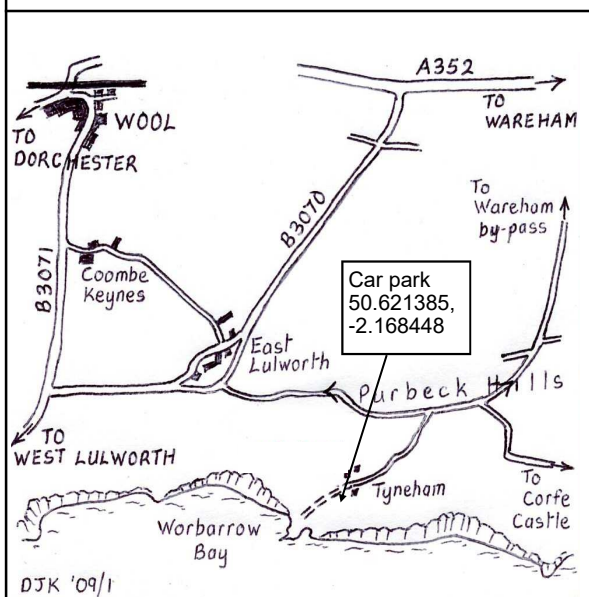 A352
TO
WAREHAM
WOOL
TO
DORCHESTER
To
Wareham
by-pass
B3070
B3071
Coombe
Keynes
Car park
50.621385,
-2.168448
East
Lulworth
Purbeck Hills
TO
WEST LULWORTH
Tyneham
To
Corfe
Castle
Worbarrow
Bay
DJK '09/1